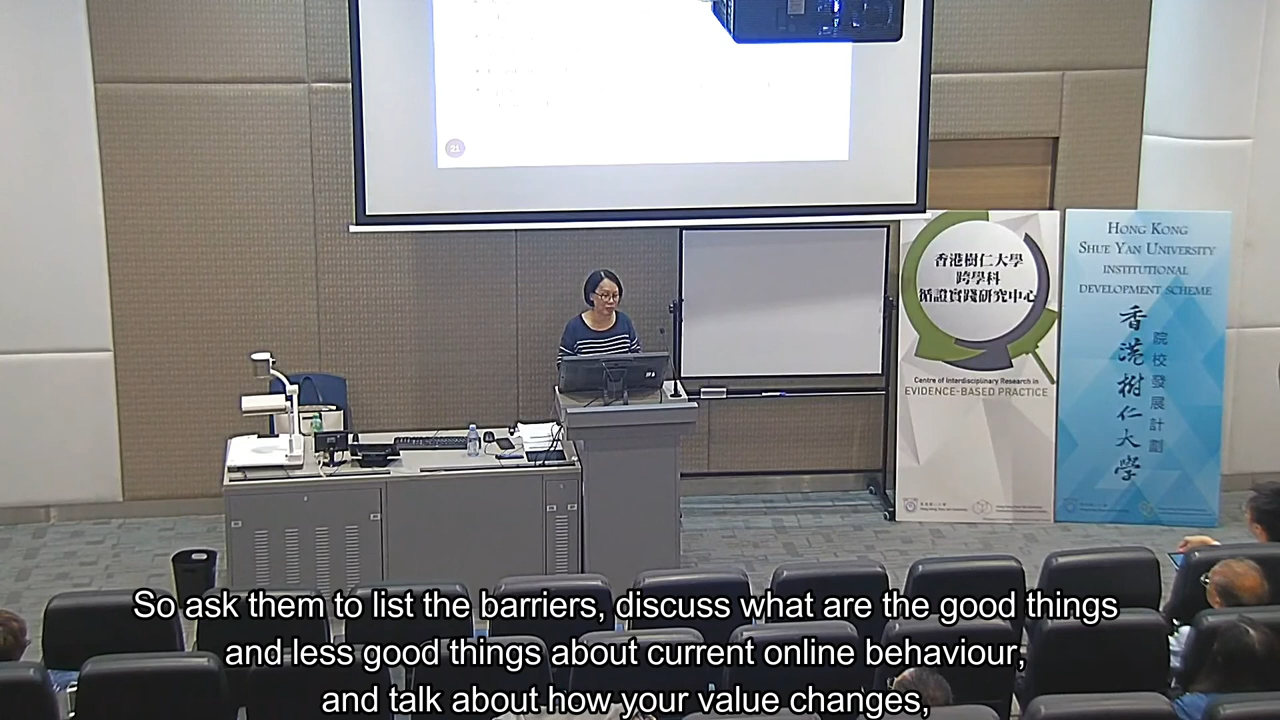 21
香港樹仁大學
跨學科
循證實踐研究中心
Centre of Interdisciplinary Research in
EVIDENCE-BASED PRACTICE
HONG KONG
SHUE YAN UNIVERSITY
INSTITUTIONAL
DEVELOPMENT SCHEME
香港樹仁大學
院校發展計劃
So ask them to list the barriers, discuss what are the good things
and less good things about current online behaviour,
and talk about how your value changes,